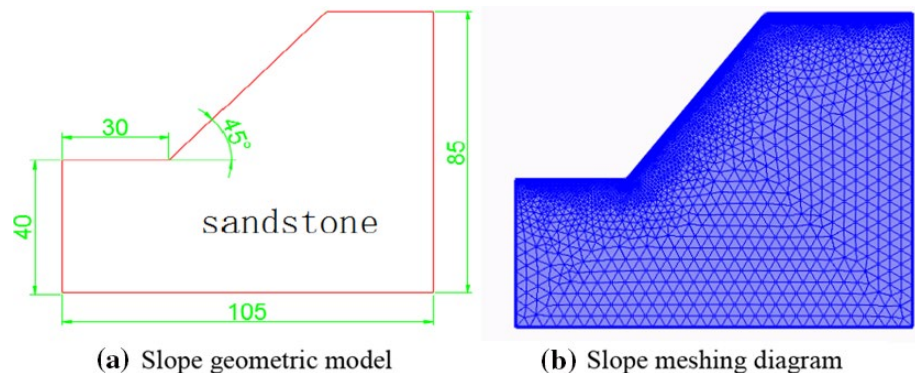 30
45°
85
40
sandstone
105
(a) Slope geometric model
(b) Slope meshing diagram